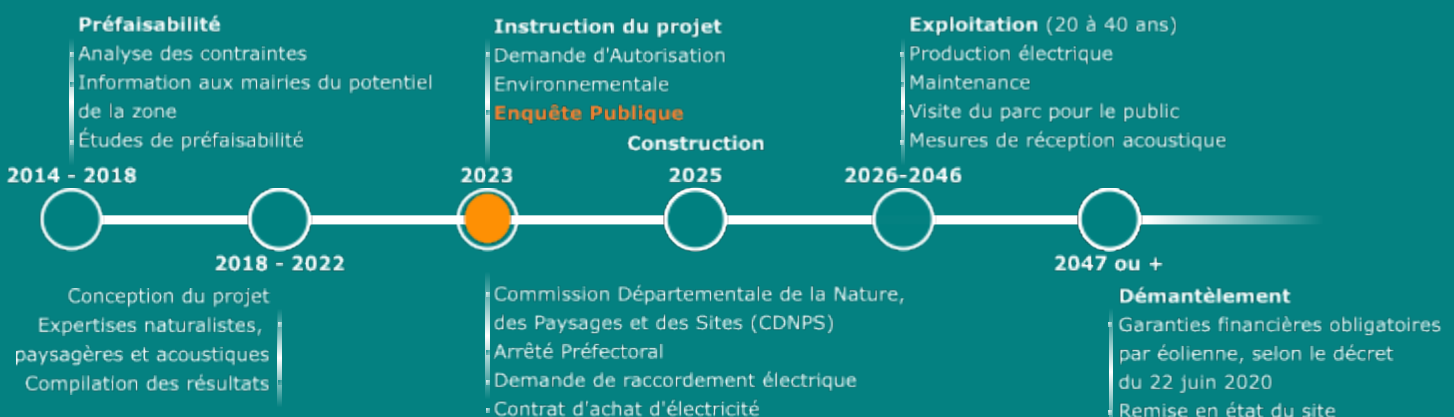 Préfaisabilité
Analyse des contraintes
Information aux mairies du potentiel
de la zone
Études de préfaisabilité
2014 - 2018
2018 - 2022
Conception du projet
Expertises naturalistes,
paysagères et acoustiques
Compilation des résultats
Instruction du projet
Demande d'Autorisation
Environnementale
Enquête Publique
2023
Commission Départementale de la Nature,
des Paysages et des Sites (CDNPS)
Arrêté Préfectoral
Demande de raccordement électrique
Contrat d'achat d'électricité
Construction
2025
Exploitation (20 à 40 ans)
Production électrique
Maintenance
Visite du parc pour le public
Mesures de réception acoustique
2026-2046
2047 ou +
Démantèlement
Garanties financières obligatoires
par éolienne, selon le décret
du 22 juin 2020
Remise en état du site